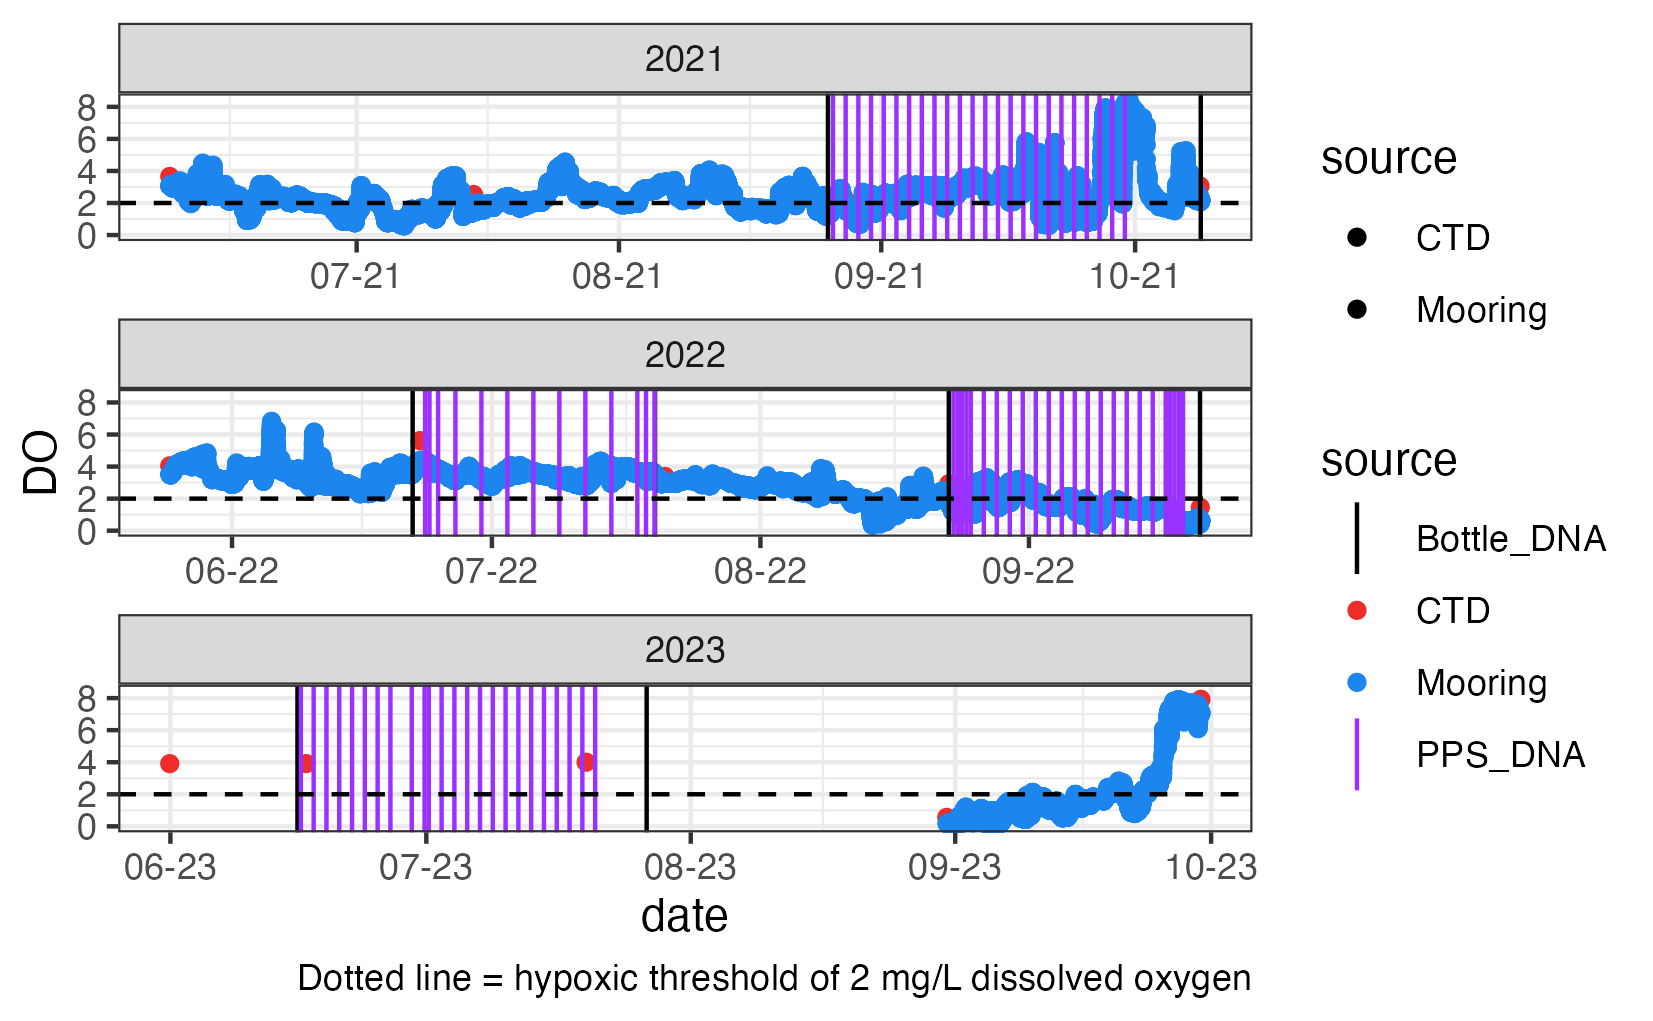 2021
8
6
4
2
0
07-21 08-21 09-21 10-21
2022
8
6
4
2
0
06-22 07-22 08-22 09-22
2023
8
6
4
2
0
06-23 07-23 08-23 09-23 10-23
DO
date
Dotted line = hypoxic threshold of 2 mg/L dissolved oxygen
source
CTD
Mooring
source
Bottle_DNA
CTD
Mooring
PPS_DNA